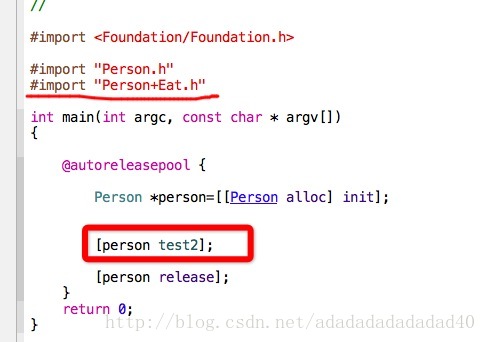 //
#import <Foundation/Foundation.h>
#import "Person.h"
#import "Person+Eat.h"
int main(int argc, const char * argv[])
{
@autoreleasepool {
Person *person=[[Person alloc] init];
[person test2];
[person release];
}
return 0;
}
http://blog.csdn.net/adadadadadadad40